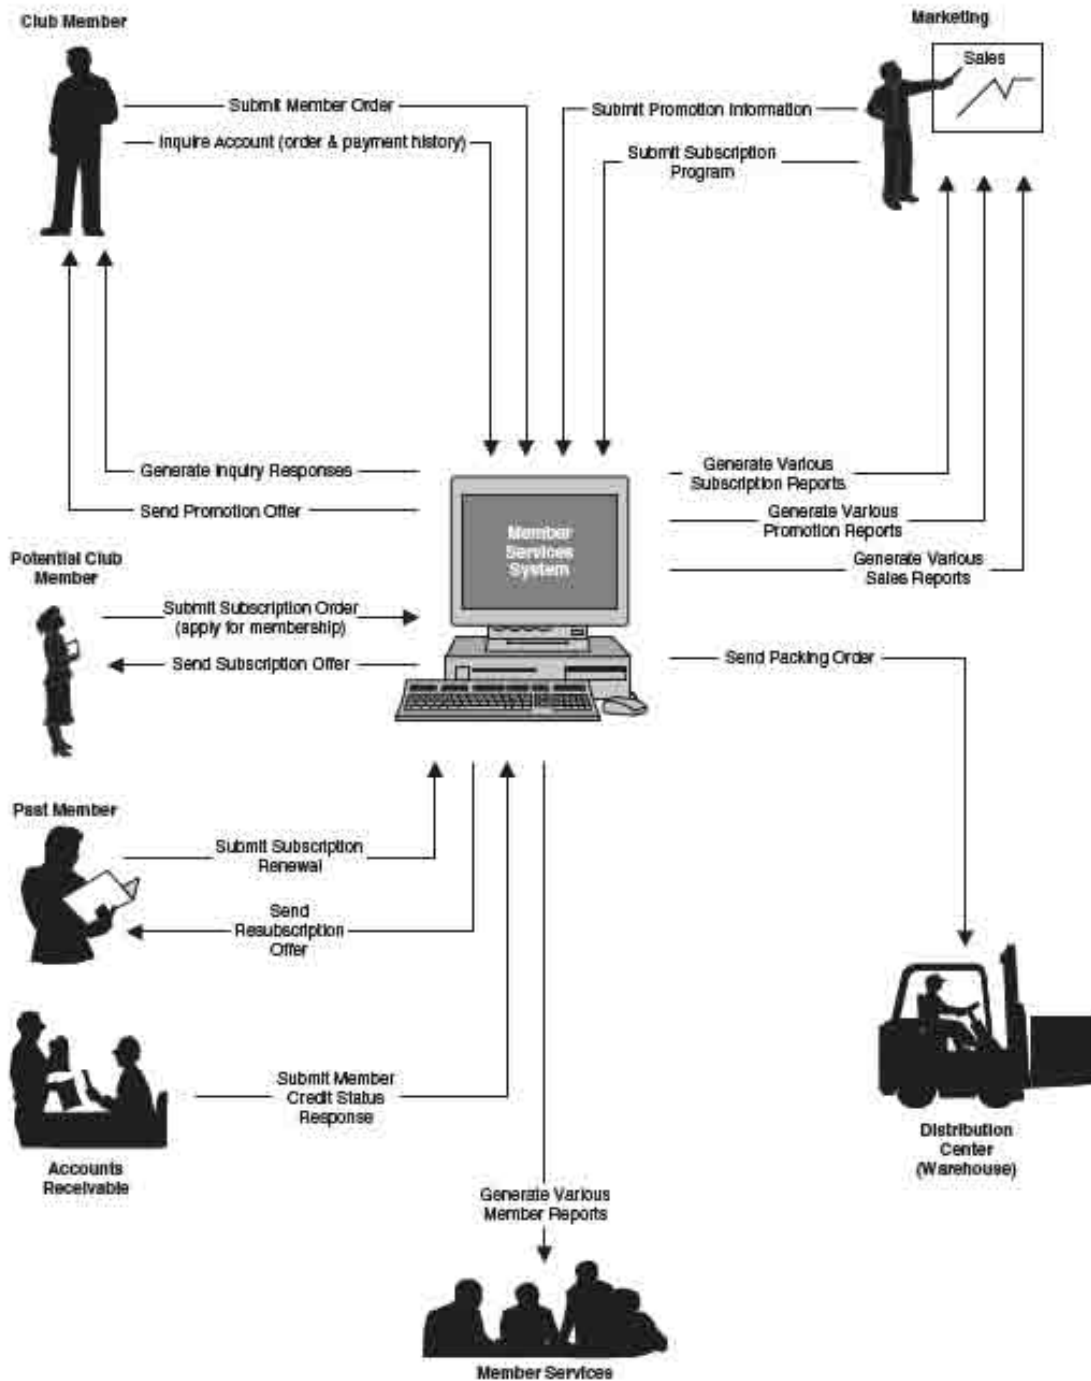 Club Member
Marketing
Sales
Submit Member Order
Submit Promotion Information
Inquire Account (order & payment history)
Submit Subscription
Program
Generate Inquiry Responses
Generate Various
Subscription Reports
Send Promotion Offer
Generate Various
Promotion Reports
Member
Services
System
Generate Various
Sales Reports
Potential Club
Member
Submit Subscription Order
(apply for membership)
Send Subscription Offer
Send Packing Order
Past Member
Submit Subscription
Renewal
Send
Resubscription
Offer
Submit Member
Credit Status
Response
Accounts
Receivable
Distribution
Center
(Warehouse)
Generate Various
Member Reports
Member Services